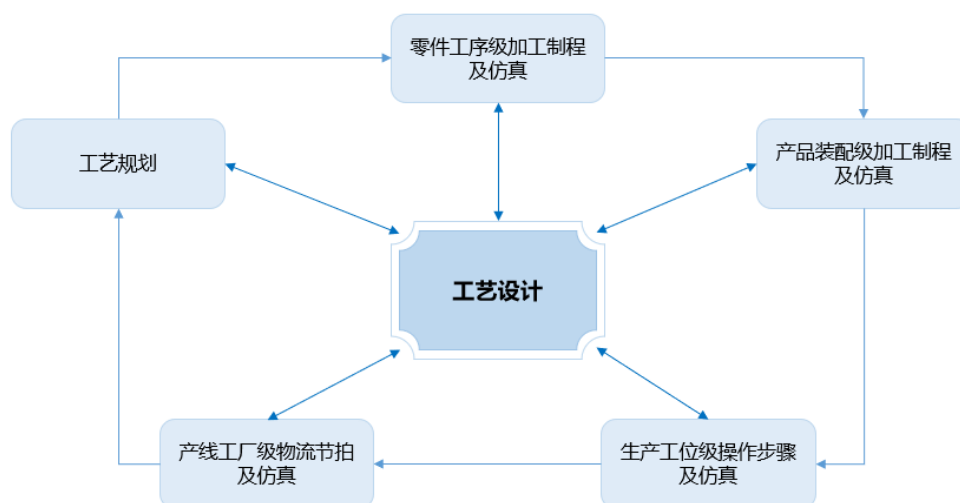 零件工序级加工制程
及仿真
工艺规划
产品装配级加工制程
及仿真
工艺设计
产线工厂级物流节拍
及仿真
生产工位级操作步骤
及仿真